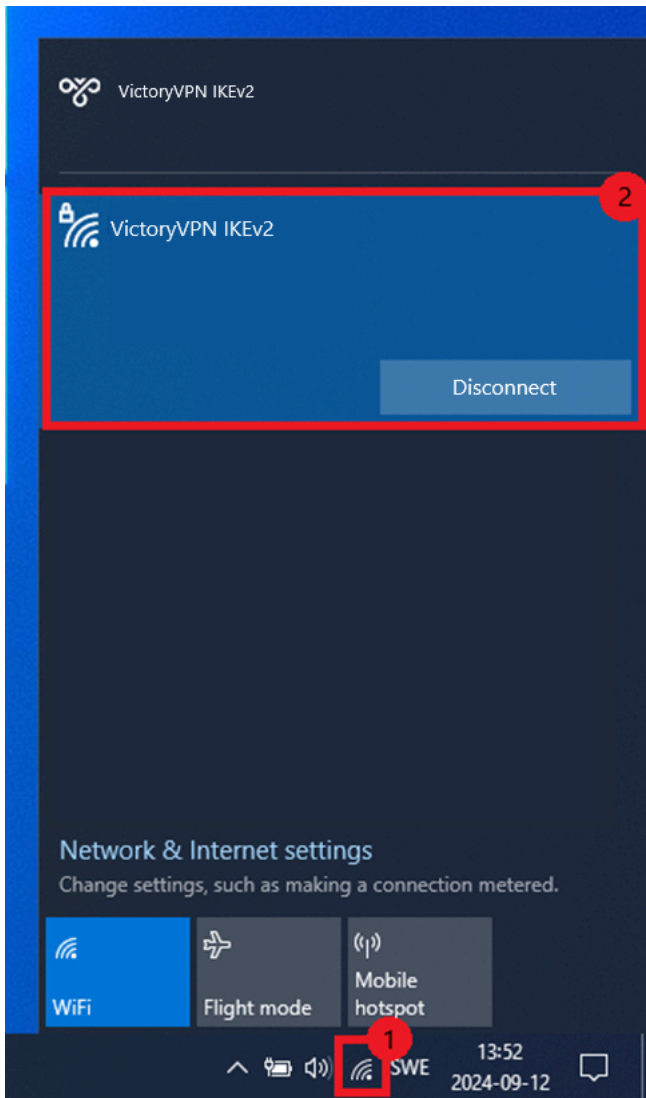 VictoryVPN IKEv2
2
VictoryVPN IKEv2
Disconnect
Network & Internet settings
Change settings, such as making a connection metered.
WiFi
Flight mode
Mobile
hotspot
1
SWE
13:52
2024-09-12